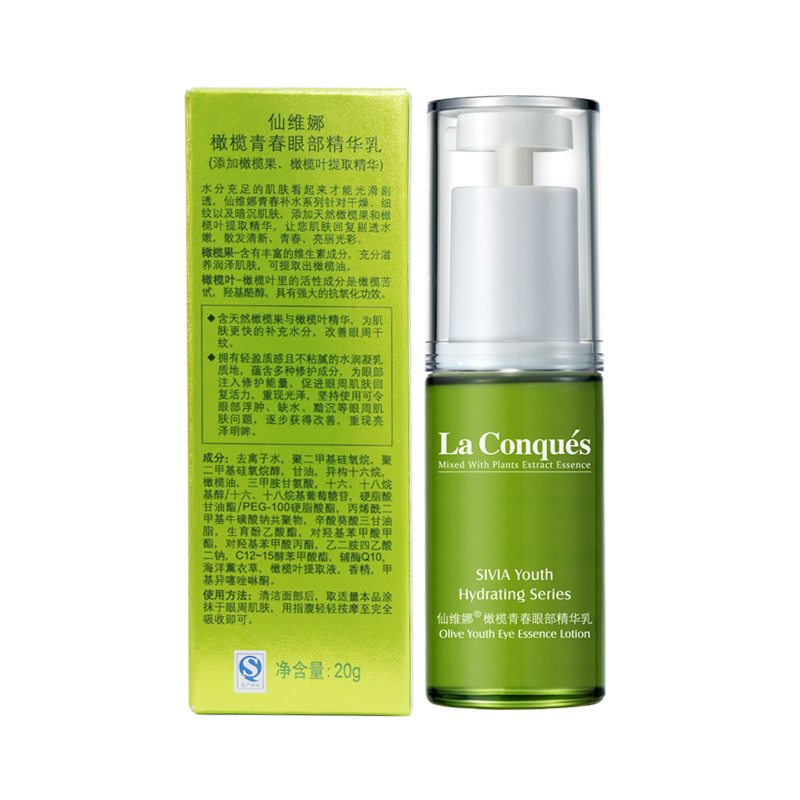 仙维娜
橄榄青春眼部精华乳
(添加橄榄果、橄榄叶提取精华)
水分充足的肌肤看起来才能光滑剔
透，仙维娜青春补水系列针对干燥、细
纹以及暗沉肌肤，添加天然橄榄果和橄
榄叶提取精华，让您肌肤回复剔透水
嫩，散发清新、青春、亮丽光彩。
橄榄果–含有丰富的维生素成分，充分滋
养润泽肌肤，可提取出橄榄油。
橄榄叶–橄榄叶里的活性成分是橄榄苦
甙，羟基酪醇，具有强大的抗氧化功效。
◆含天然橄榄果与橄榄叶精华，为肌
肤更快的补充水分，改善眼周干
纹。
◆拥有轻盈质感且不粘腻的水润凝乳
质地，蕴含多种修护成分，为眼部
注入修护能量，促进眼周肌肤回
复活力，重现光泽，坚持使用可令
眼部浮肿、缺水、黯沉等眼周肌
肤问题，逐步获得改善，重现亮
泽明眸。
成分：去离子水，聚二甲基硅氧烷，聚
二甲基硅氧烷醇，甘油，异构十六烷，
橄榄油，三甲胺甘氨酸，十六、十八烷
基醇/十六、十八烷基葡萄糖苷，硬脂酸
甘油酯/PEG-100硬脂酸酯，丙烯酰二
甲基牛磺酸钠共聚物，辛酸葵酸三甘油
脂，生育酚乙酸酯，对羟基苯甲酸甲
酯，对羟基苯甲酸丙酯，乙二胺四乙酸
二钠，C12~15醇苯甲酸酯，辅酶Q10，
海洋薰衣草，橄榄叶提取液，香精，甲
基异噻唑啉酮。
使用方法：清洁面部后，取适量本品涂
抹于眼周肌肤，用指腹轻轻按摩至完全
吸收即可。
净含量：20g
La Conqués
Mixed With Plants Extract Essence
SIVIA Youth
Hydrating Series
仙维娜®橄榄青春眼部精华乳
Olive Youth Eye Essence Lotion